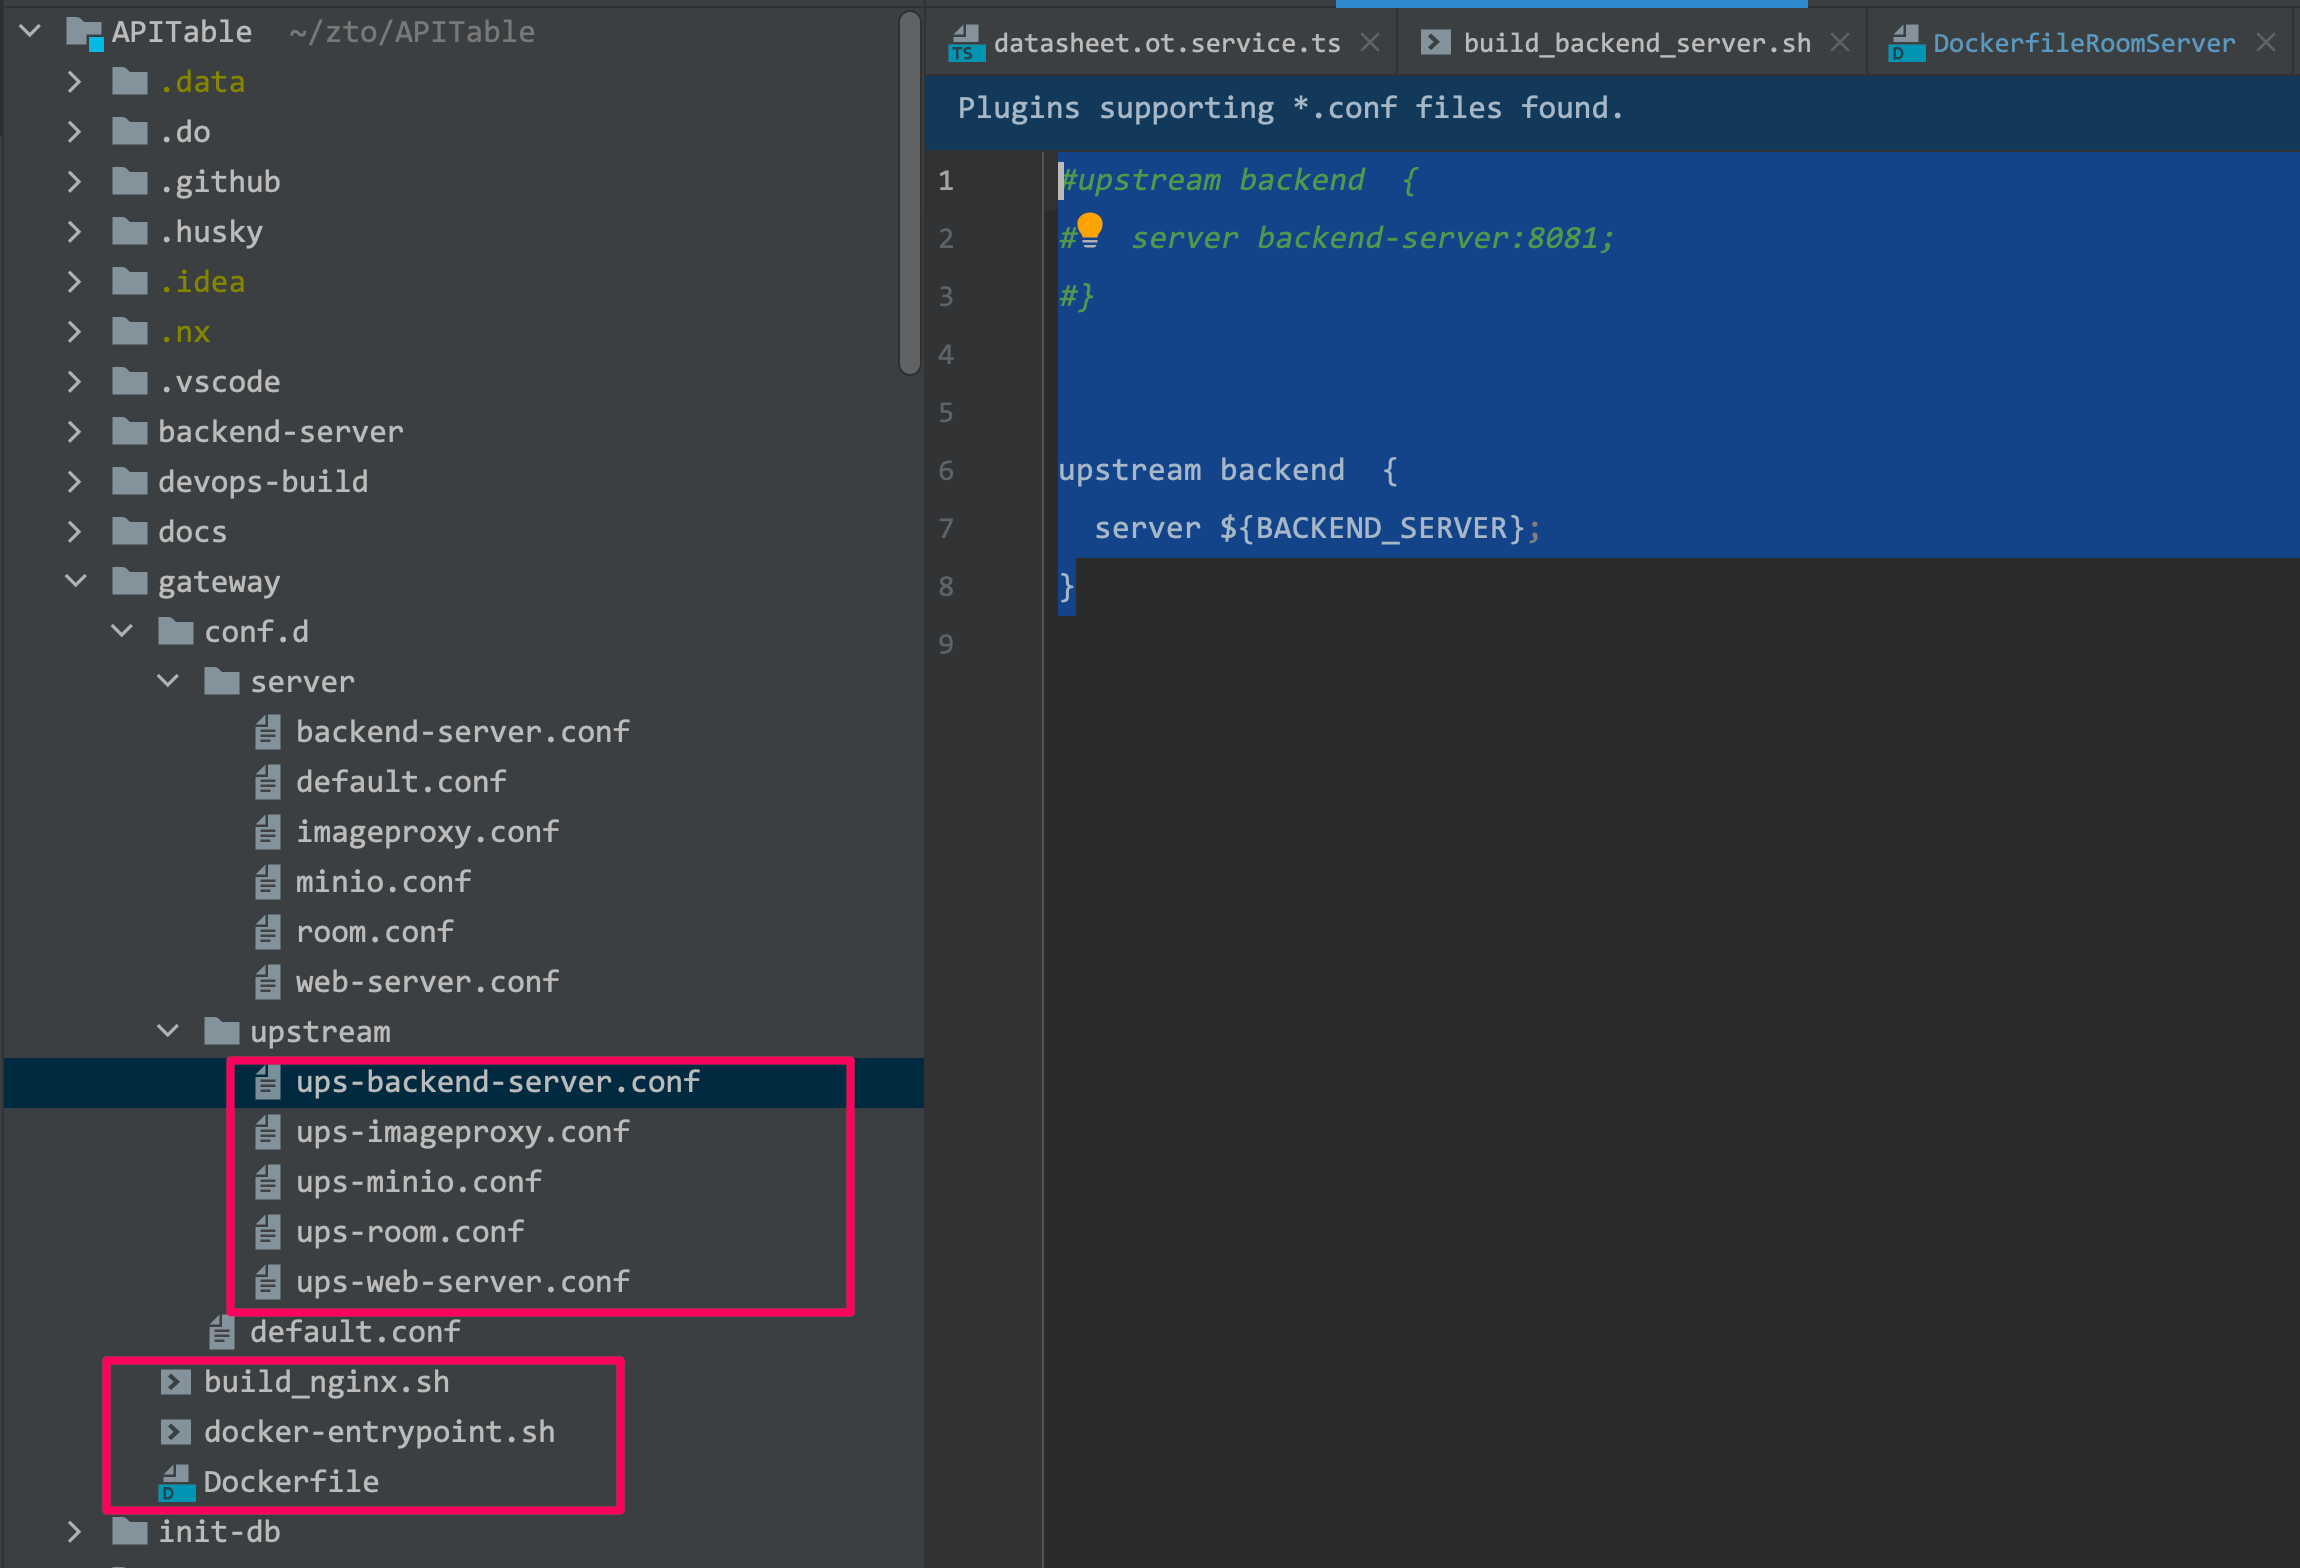 APITable ~/zto/APITable
.data
.do
.github
.husky
.idea
.nx
.vscode
backend-server
devops-build
docs
gateway
conf.d
server
backend-server.conf
default.conf
imageproxy.conf
minio.conf
room.conf
web-server.conf
upstream
ups-backend-server.conf
ups-imageproxy.conf
ups-minio.conf
ups-room.conf
ups-web-server.conf
default.conf
build_nginx.sh
docker-entrypoint.sh
D Dockerfile
init-db
TS datasheet.ot.service.ts build_backend_server.sh D DockerfileRoomServer
Plugins supporting *.conf files found.
1 #upstream backend  {
2 #   server backend-server:8081;
3 #}
4
5
6 upstream backend  {
7   server ${BACKEND_SERVER};
8 }
9